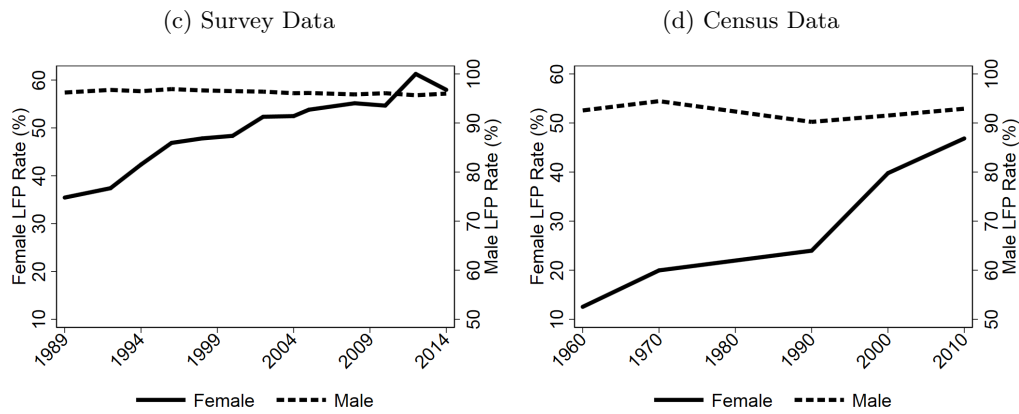 (c) Survey Data
Female LFP Rate (%)
10 20 30 40 50 60
Male LFP Rate (%)
50 60 70 80 90 100
1989 1994 1999 2004 2009 2014
Female Male
(d) Census Data
Female LFP Rate (%)
10 20 30 40 50 60
Male LFP Rate (%)
50 60 70 80 90 100
1960 1970 1980 1990 2000 2010
Female Male